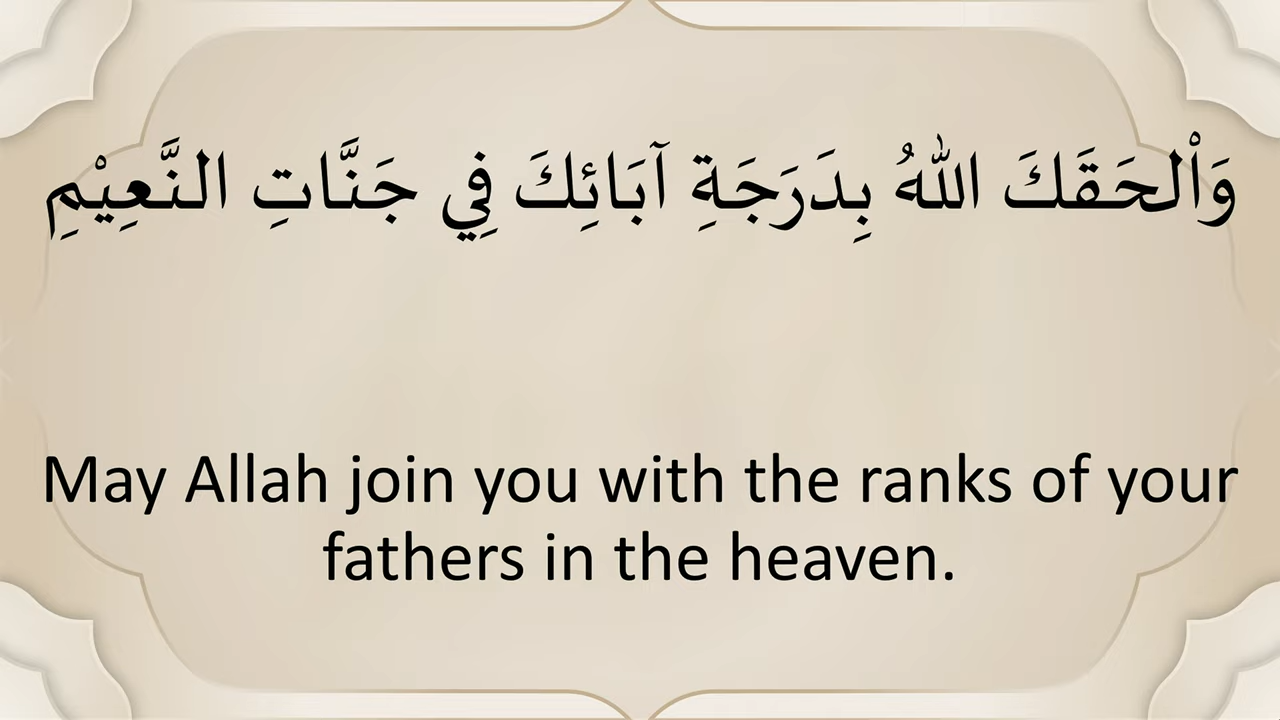 وَاْلحَقَكَ اللهُ بِدَرَجَةِ آبَائِكَ فِي جَنَّاتِ النَّعِيْمِ
May Allah join you with the ranks of your
fathers in the heaven.